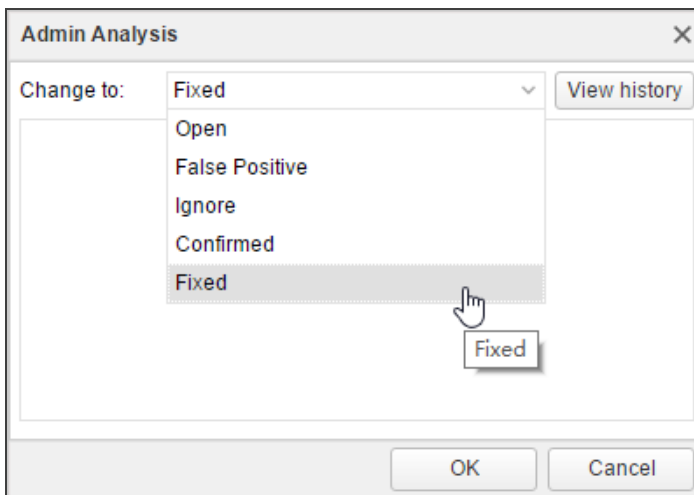 Admin Analysis
Change to: Fixed View history
Open
False Positive
Ignore
Confirmed
Fixed
Fixed
OK Cancel